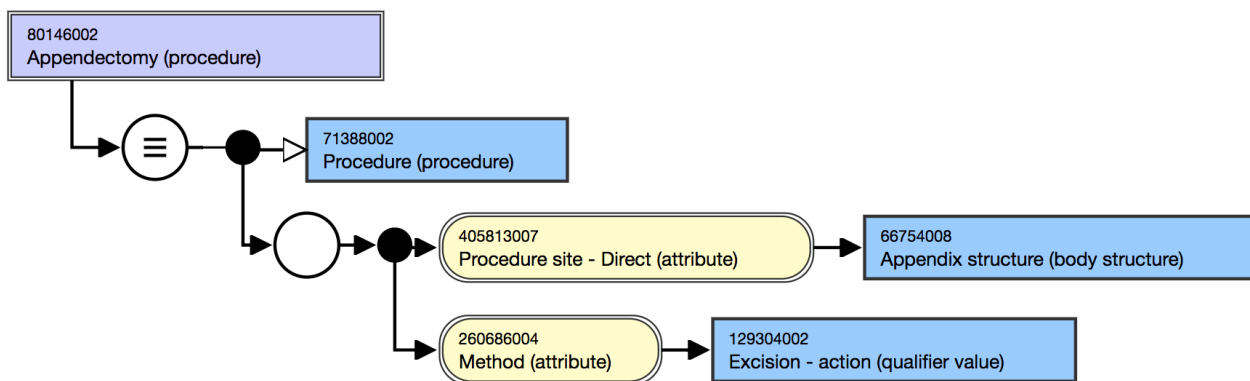 80146002
Appendectomy (procedure)
71388002
Procedure (procedure)
405813007
Procedure site - Direct (attribute)
66754008
Appendix structure (body structure)
260686004
Method (attribute)
129304002
Excision - action (qualifier value)